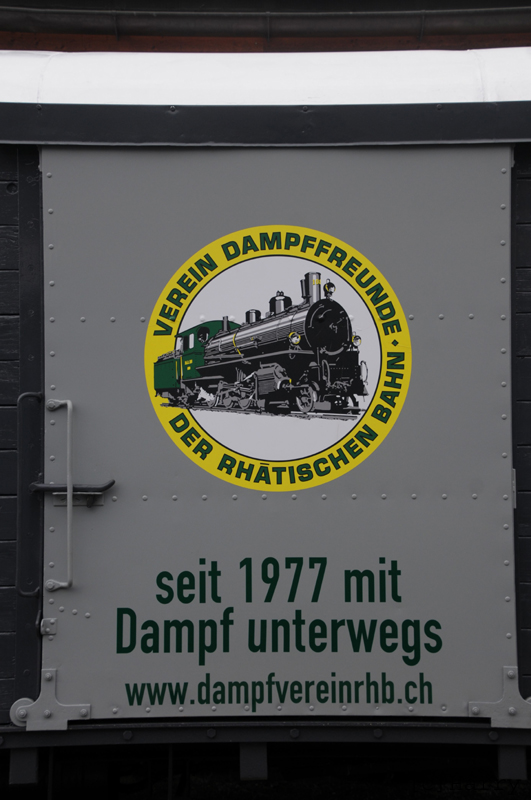 VEREIN DAMPFFREUNDE ·
DER RHÄTISCHEN BAHN
seit 1977 mit
Dampf unterwegs
www.dampfvereinrhb.ch